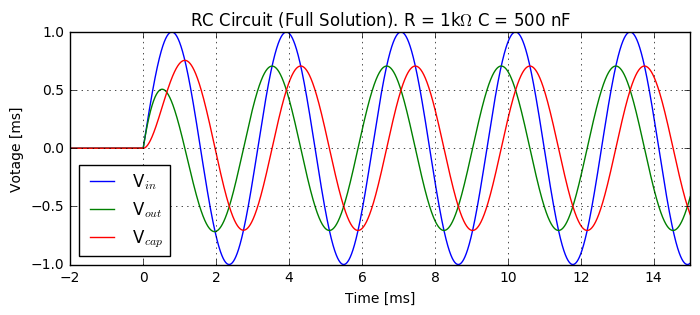 RC Circuit (Full Solution). R = 1kΩ C = 500 nF
1.0
0.5
0.0
−0.5
−1.0
Votage [ms]
V_in
V_out
V_cap
−2 0 2 4 6 8 10 12 14
Time [ms]